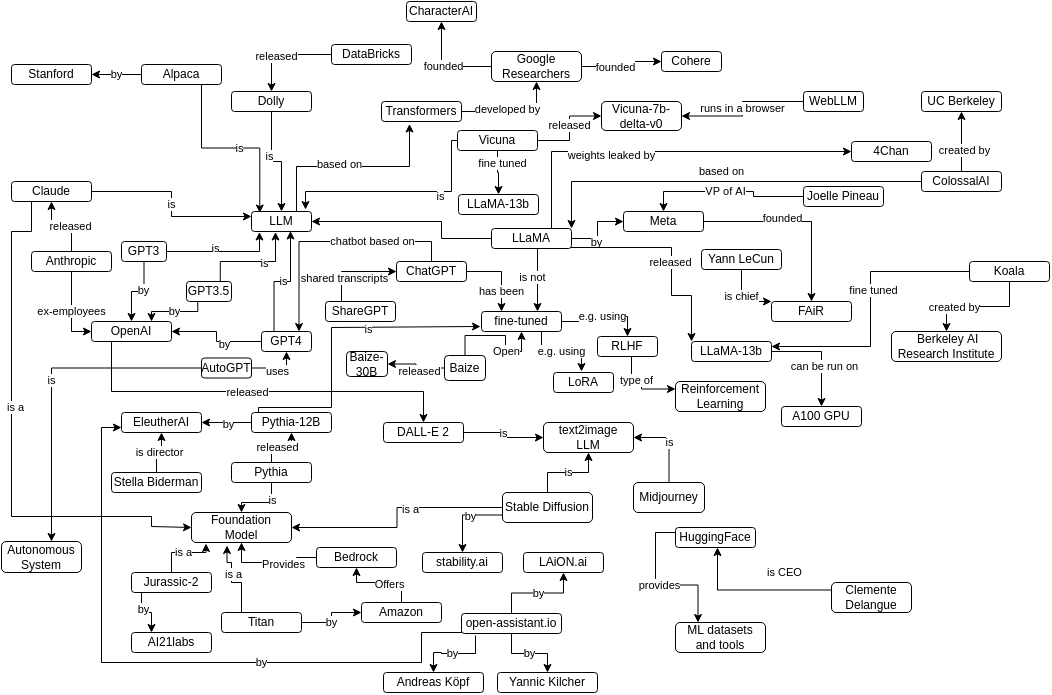 CharacterAI
DataBricks
released
Google
Researchers
founded
founded
Cohere
Stanford
by
Alpaca
Dolly
Transformers
developed by
Vicuna-7b-
delta-v0
runs in a browser
WebLLM
UC Berkeley
released
Vicuna
is
is
based on
fine tuned
weights leaked by
4Chan
created by
based on
ColossalAI
Claude
is
is
LLaMA-13b
VP of AI
Joelle Pineau
released
LLM
Meta
founded
LLaMA
by
chatbot based on
Anthropic
GPT3
is
is
ChatGPT
is not
released
Yann LeCun
Koala
shared transcripts
has been
is
by
GPT3.5
fine tuned
is chief
ex-employees
by
ShareGPT
FAiR
created by
OpenAI
is
fine-tuned
e.g. using
GPT4
by
RLHF
LLaMA-13b
Berkeley AI
Research Institute
Open
e.g. using
Baize-
30B
released
Baize
AutoGPT
uses
can be run on
is
LoRA
type of
released
Reinforcement
Learning
is a
A100 GPU
EleutherAI
by
Pythia-12B
DALL-E 2
is
text2image
LLM
is
is director
released
Stella Biderman
Pythia
is
Midjourney
is
Stable Diffusion
is a
by
Foundation
Model
HuggingFace
Autonomous
System
is a
Bedrock
Provides
stability.ai
LAiON.ai
is CEO
is a
Jurassic-2
Offers
provides
Clemente
Delangue
by
by
Amazon
Titan
by
open-assistant.io
AI21labs
ML datasets
and tools
by
by
by
Andreas Köpf
Yannic Kilcher